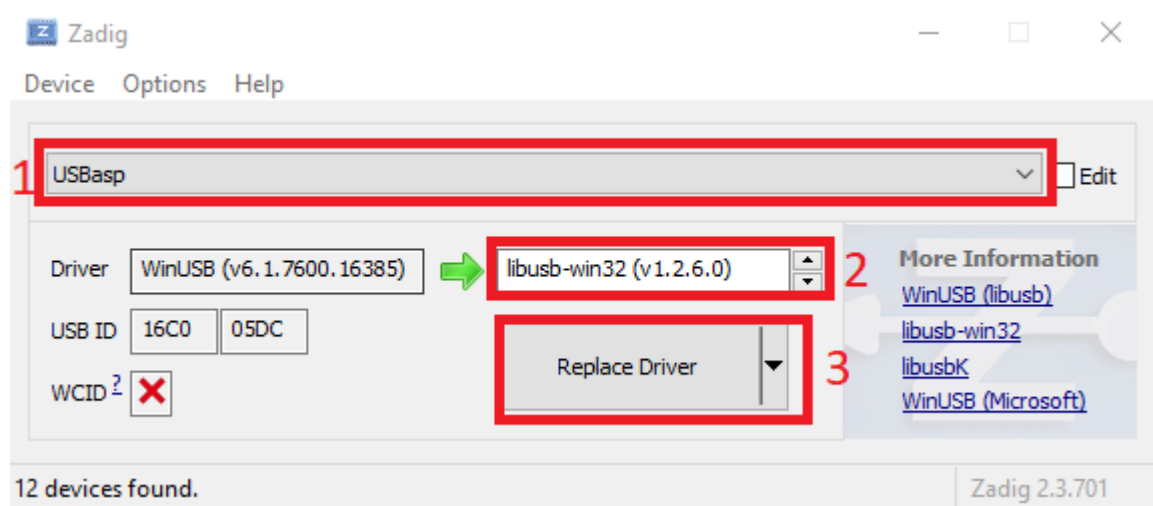 Zadig
Device Options Help
1 USBasp Edit
Driver WinUSB (v6.1.7600.16385) libusb-win32 (v1.2.6.0) 2
USB ID 16C0 05DC
WCID ?
Replace Driver 3
More Information
WinUSB (libusb)
libusb-win32
libusbK
WinUSB (Microsoft)
12 devices found. Zadig 2.3.701